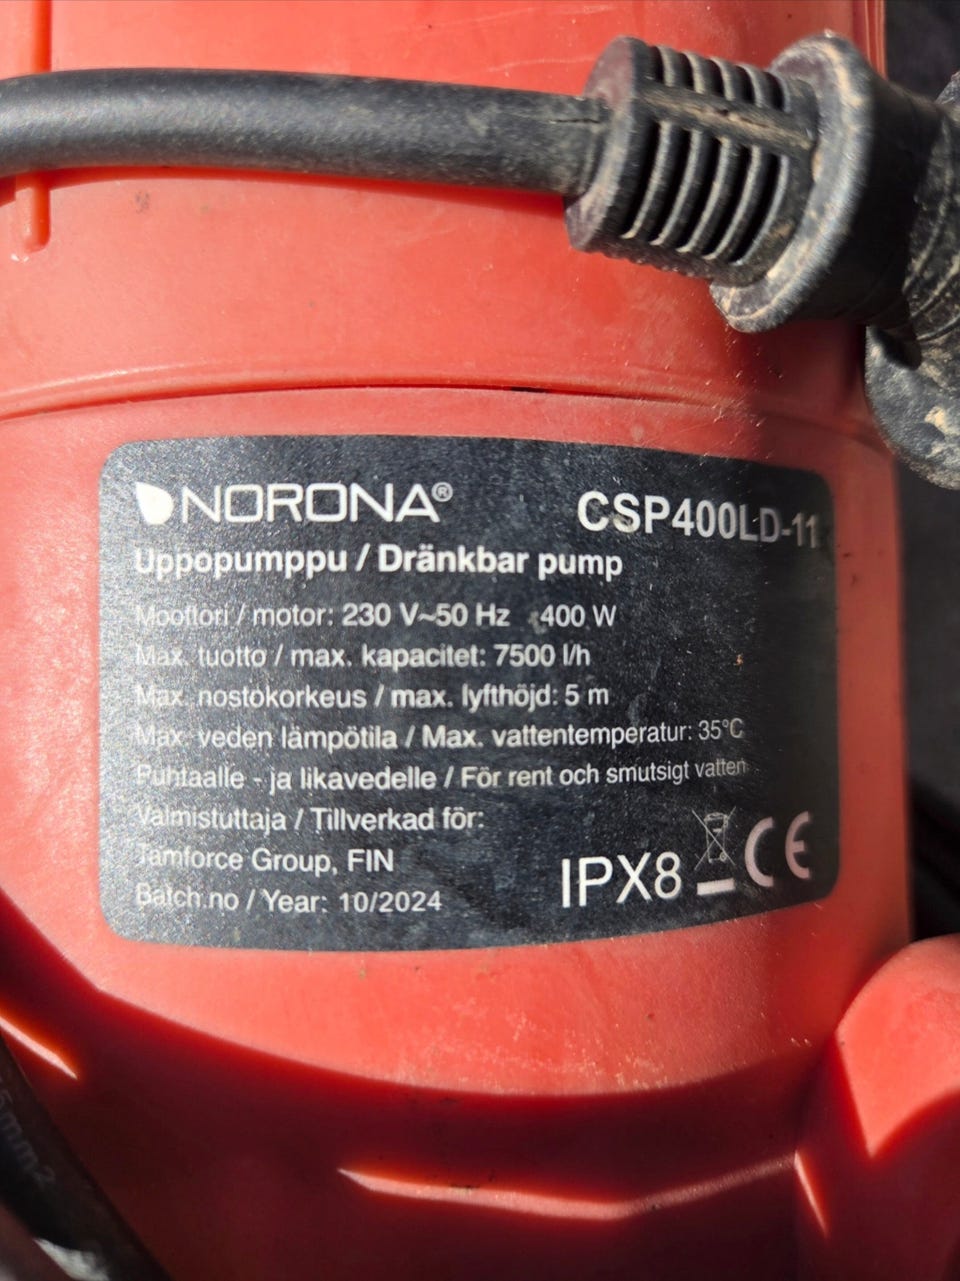 NORONA® CSP400LD-11
Uppopumppu / Dränkbar pump
Moottori / motor: 230 V~50 Hz 400 W
Max. tuotto / max. kapacitet: 7500 l/h
Max. nostokorkeus / max. lyfthöjd: 5 m
Max. veden lämpötila / Max. vattentemperatur: 35°C
Puhtaalle - ja likavedelle / För rent och smutsigt vatten
Valmistuttaja / Tillverkad för:
Tamforce Group, FIN
Batch.no / Year: 10/2024
IPX8 CE
5mm²